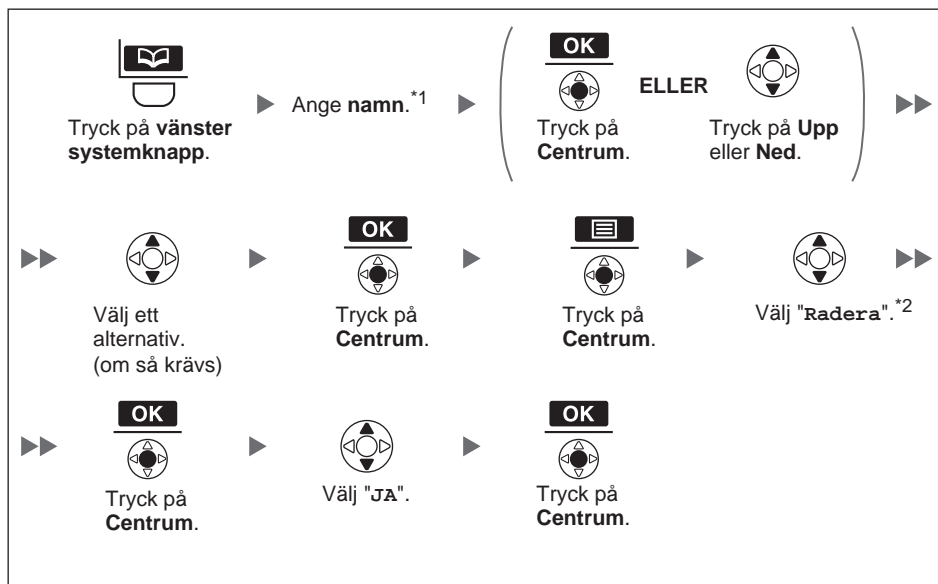 Tryck på vänster
systemknapp.
Ange namn.*1
OK
Tryck på
Centrum.
ELLER
Tryck på Upp
eller Ned.
Välj ett
alternativ.
(om så krävs)
OK
Tryck på
Centrum.
Tryck på
Centrum.
Välj "Radera".*2
OK
Tryck på
Centrum.
Välj "JA".
OK
Tryck på
Centrum.